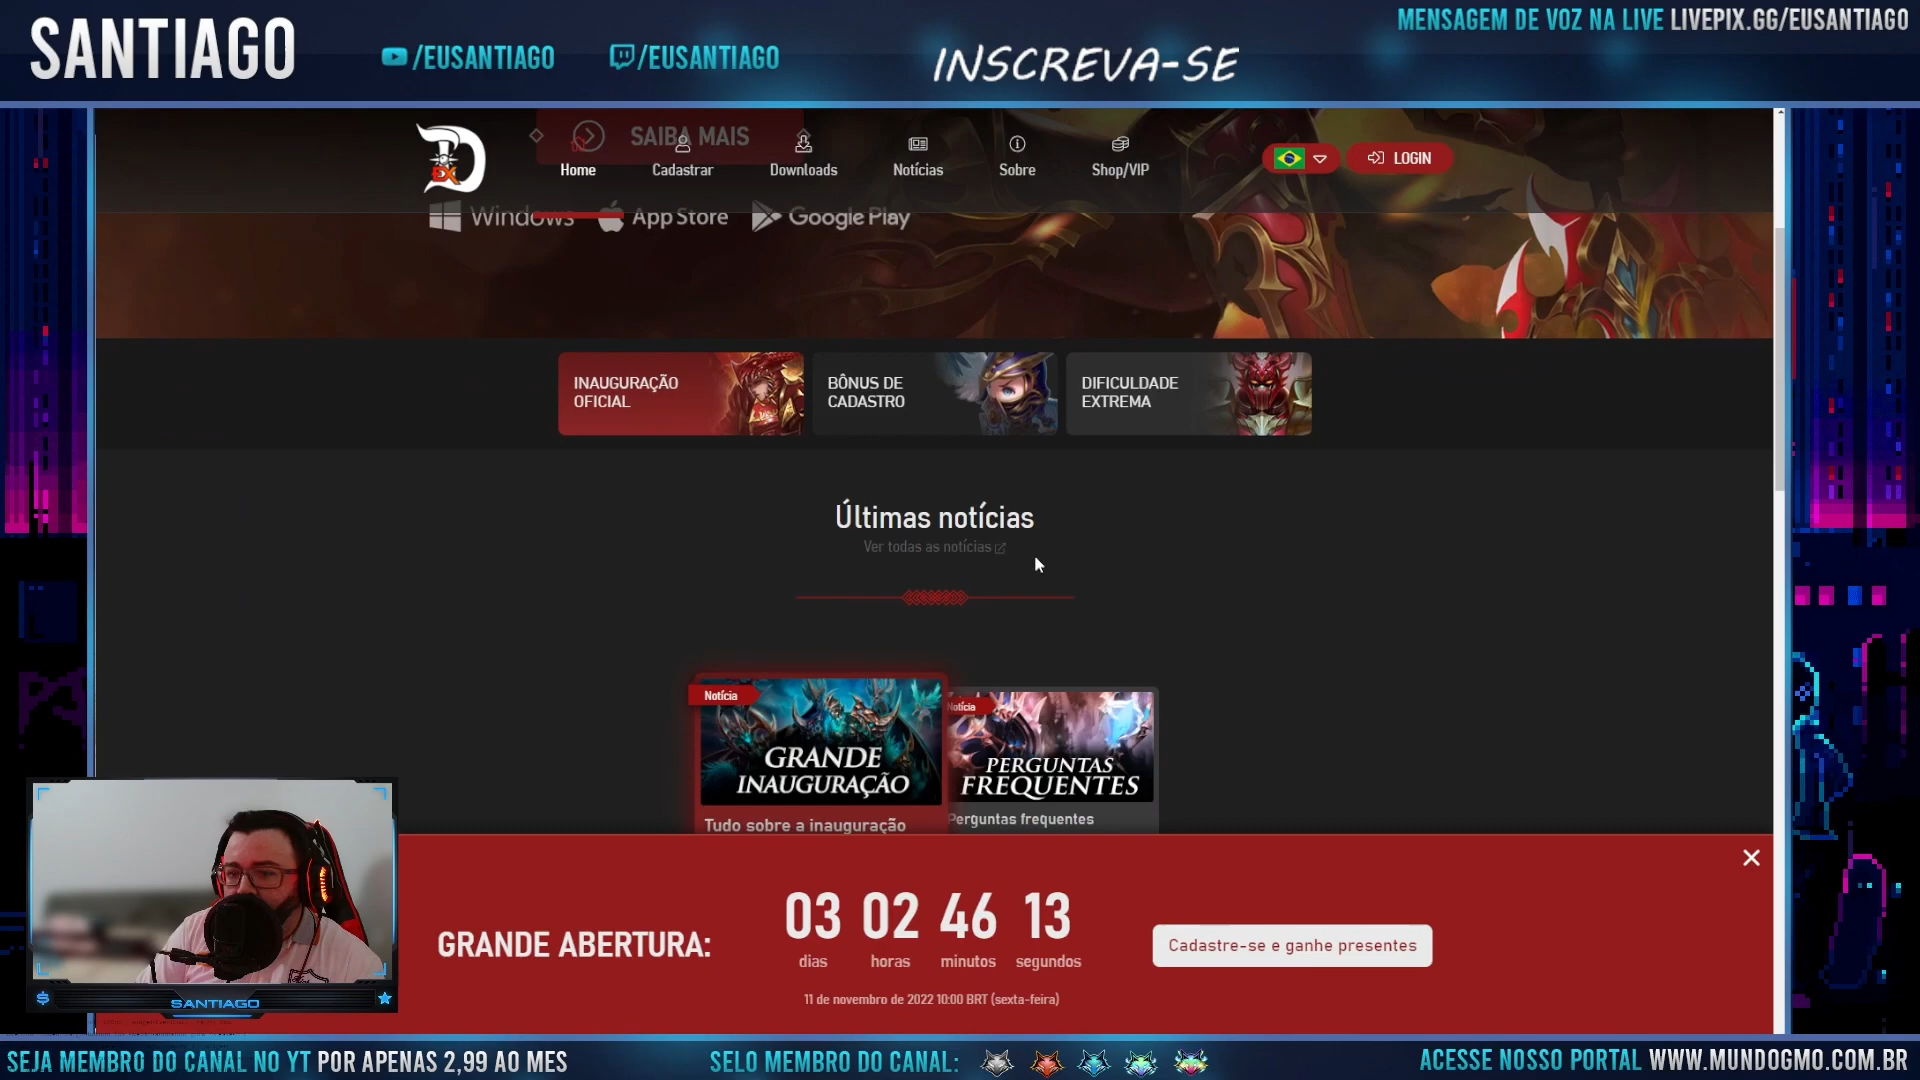 SANTIAGO
/EUSANTIAGO
/EUSANTIAGO
INSCREVA-SE
MENSAGEM DE VOZ NA LIVE LIVEPIX.GG/EUSANTIAGO
D
EX
SAIBA MAIS
Home
Cadastrar
Downloads
Notícias
Sobre
Shop/VIP
LOGIN
Windows
App Store
Google Play
INAUGURAÇÃO
OFICIAL
BÔNUS DE
CADASTRO
DIFICULDADE
EXTREMA
Últimas notícias
Ver todas as notícias
Notícia
GRANDE
INAUGURAÇÃO
Tudo sobre a inauguração
Notícia
PERGUNTAS
FREQUENTES
Perguntas frequentes
GRANDE ABERTURA:
03 02 46 13
dias horas minutos segundos
11 de novembro de 2022 10:00 BRT (sexta-feira)
Cadastre-se e ganhe presentes
SANTIAGO
SEJA MEMBRO DO CANAL NO YT POR APENAS 2,99 AO MES
SELO MEMBRO DO CANAL:
ACESSE NOSSO PORTAL WWW.MUNDOGMO.COM.BR